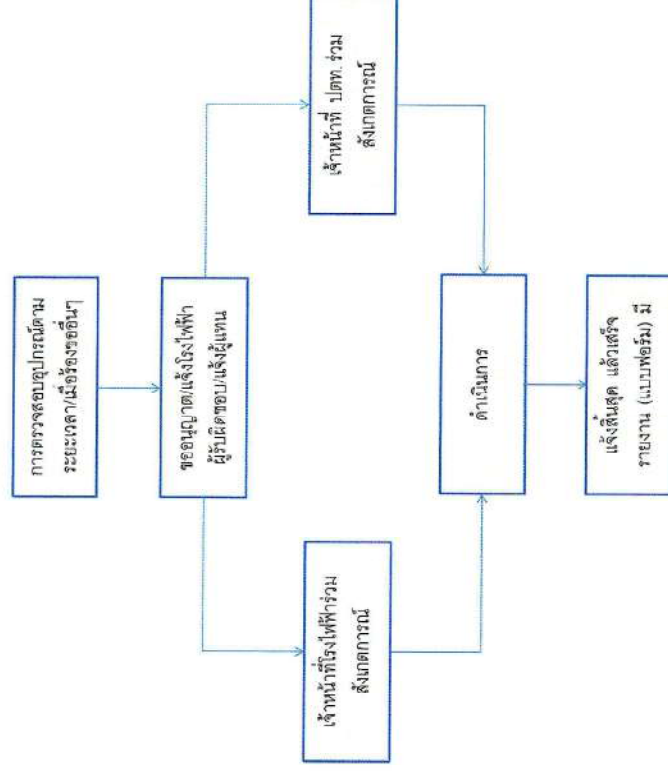 การตรวจสอบอุปกรณ์ตาม
ระยะเวลา/เมื่อร้องขออื่นๆ
ขออนุญาต/แจ้งโรงไฟฟ้า
ผู้รับผิดชอบ/แจ้งผู้แทน
เจ้าหน้าที่โรงไฟฟ้าร่วม
สังเกตการณ์
เจ้าหน้าที่ ปตท. ร่วม
สังเกตการณ์
ดำเนินการ
แจ้งสิ้นสุด แล้วเสร็จ
รายงาน (แบบฟอร์ม) มี